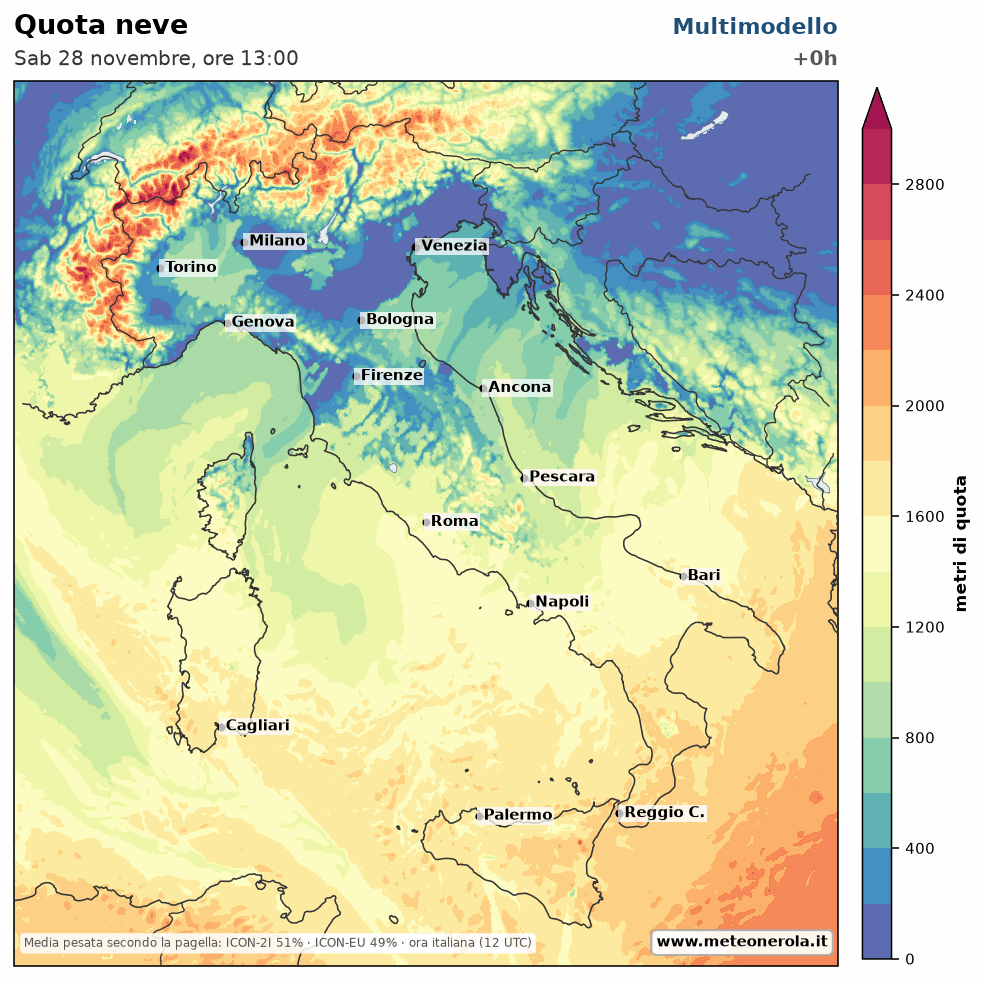 Quota neve
Multimodello
Sab 28 novembre, ore 13:00
+0h
Milano
Venezia
Torino
Genova
Bologna
Firenze
Ancona
Pescara
Roma
Bari
Napoli
Cagliari
Palermo
Reggio C.
Media pesata secondo la pagella: ICON-2I 51% · ICON-EU 49% · ora italiana (12 UTC)
www.meteonerola.it
2800
2400
2000
1600
1200
800
400
0
metri di quota